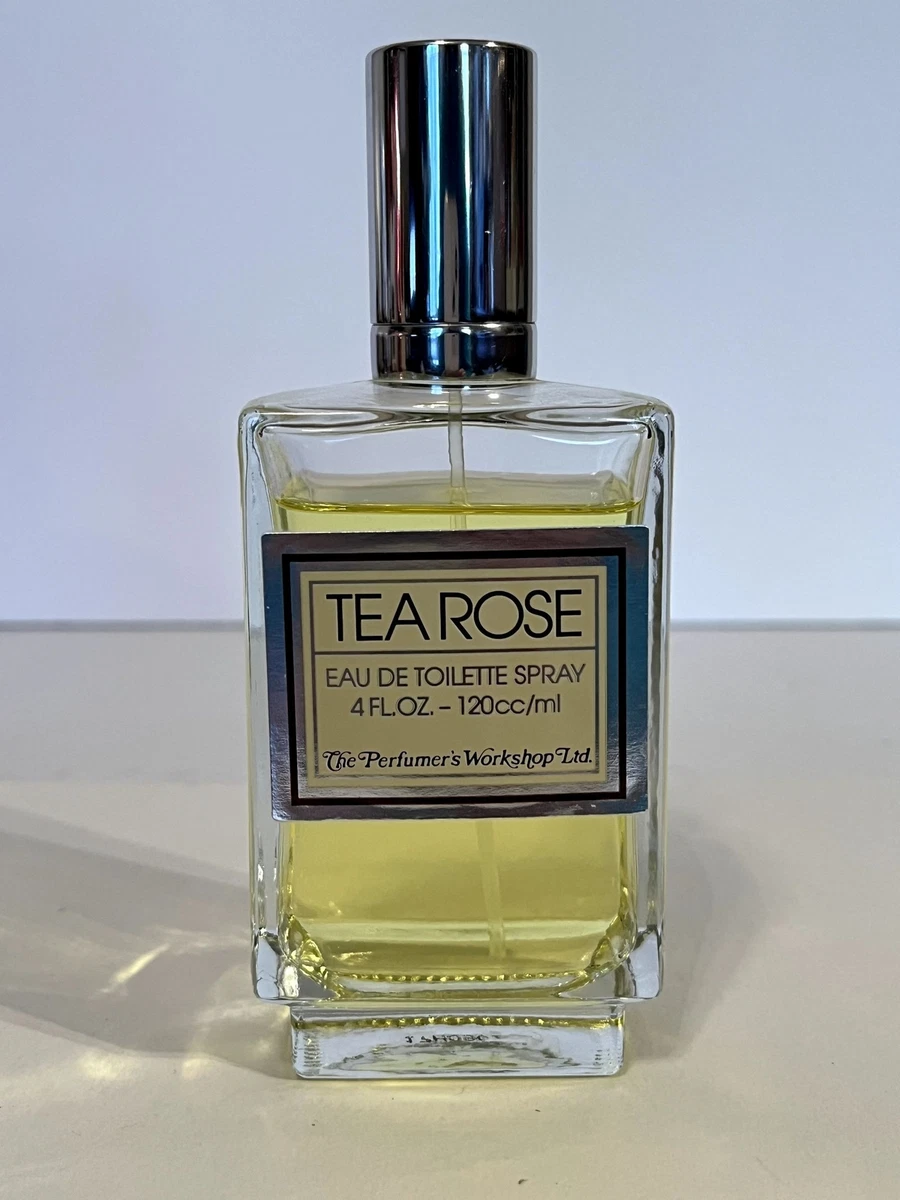 TEA ROSE
EAU DE TOILETTE SPRAY
4 FL.OZ. – 120cc/ml
The Perfumer's Workshop Ltd.